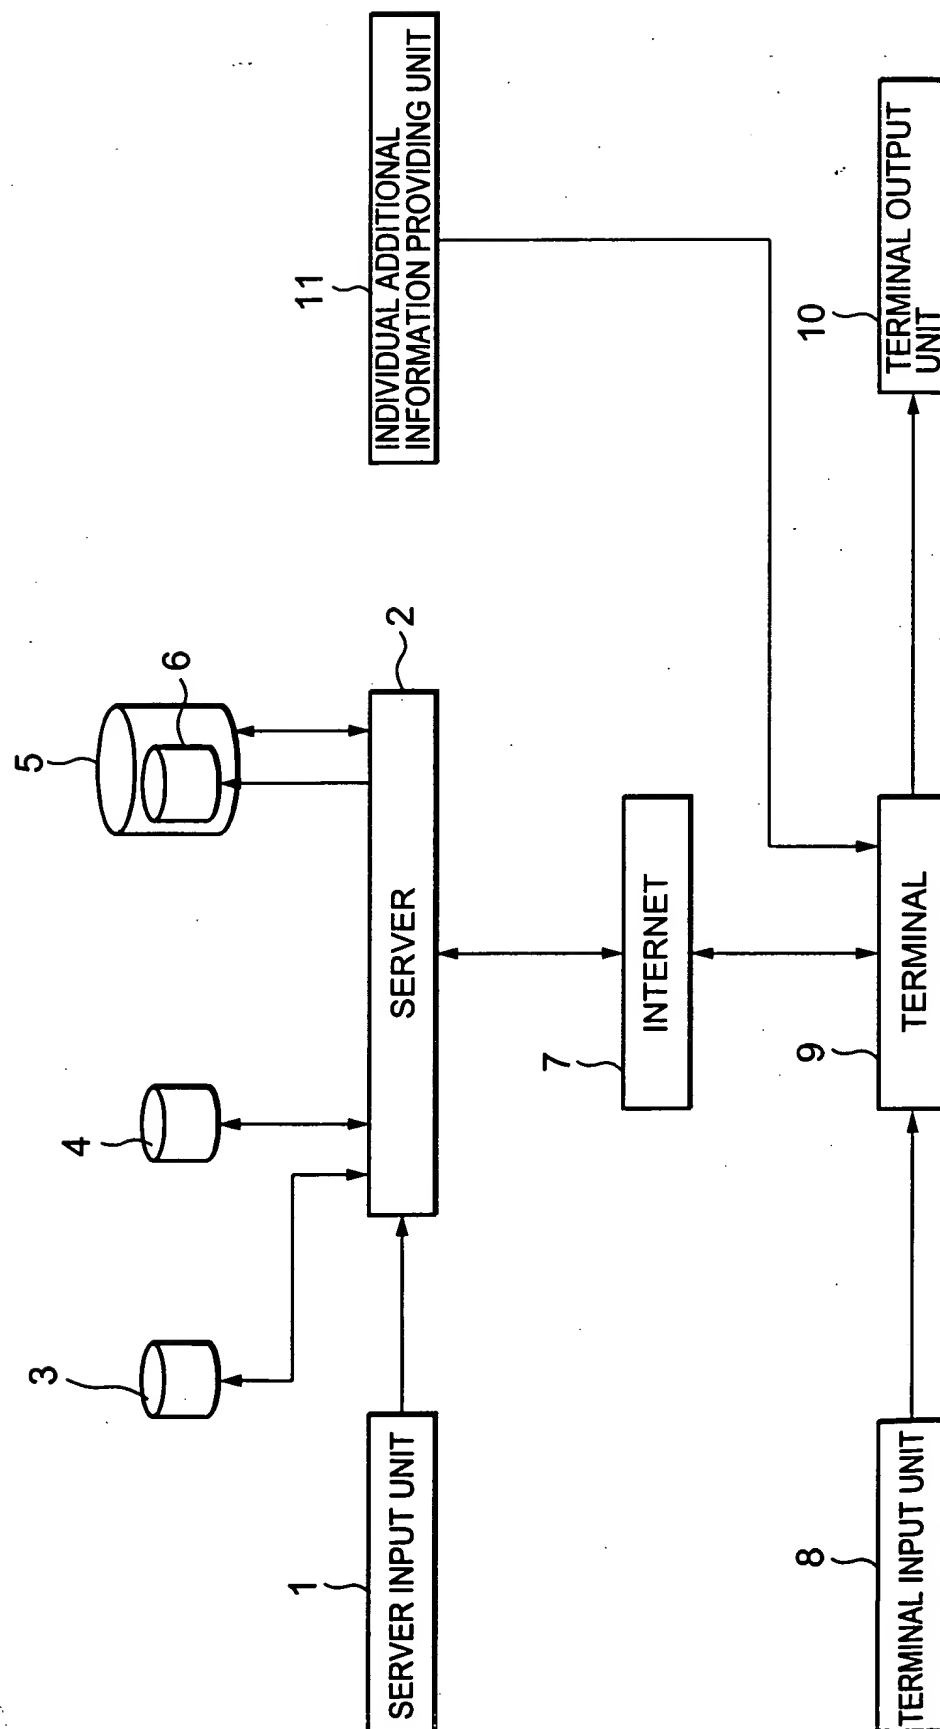 11
INDIVIDUAL ADDITIONAL
INFORMATION PROVIDING UNIT
10
TERMINAL OUTPUT
UNIT
5
6
2
SERVER
7
INTERNET
9
TERMINAL
4
3
1
SERVER INPUT UNIT
8
TERMINAL INPUT UNIT